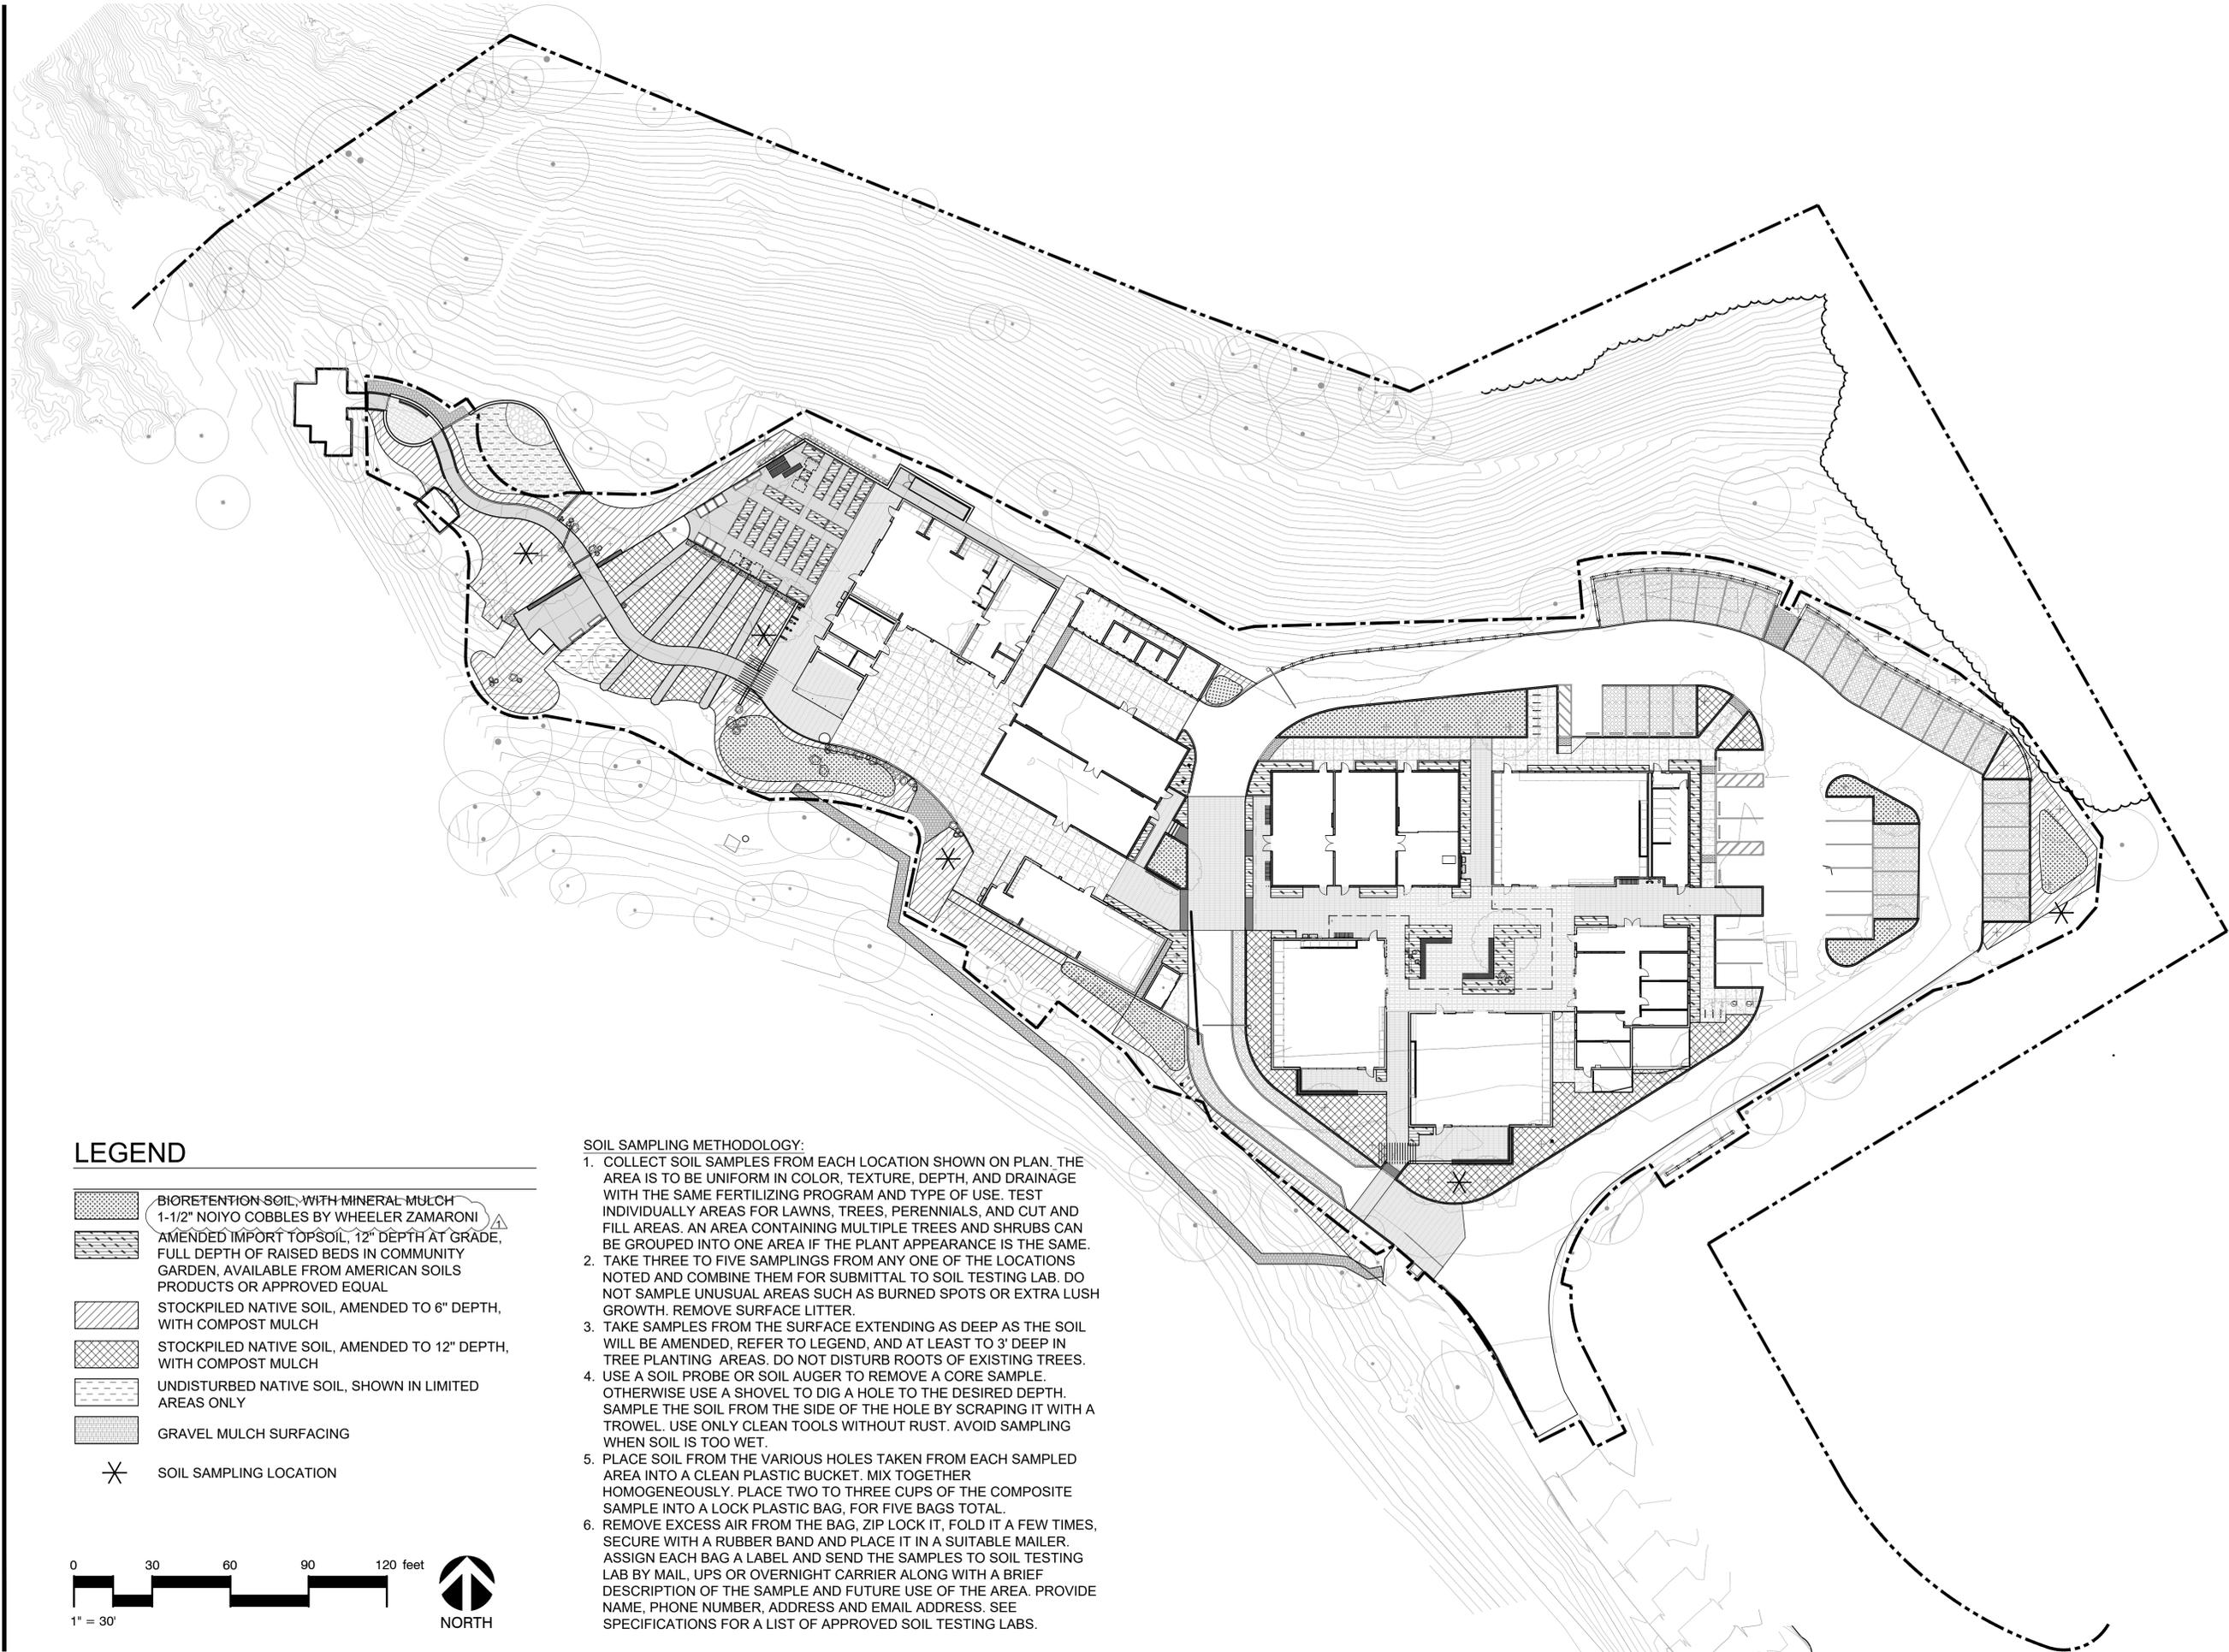 LEGEND
BIORETENTION SOIL, WITH MINERAL MULCH
1-1/2" NOIYO COBBLES BY WHEELER ZAMARONI
1
AMENDED IMPORT TOPSOIL, 12" DEPTH AT GRADE,
FULL DEPTH OF RAISED BEDS IN COMMUNITY
GARDEN, AVAILABLE FROM AMERICAN SOILS
PRODUCTS OR APPROVED EQUAL
STOCKPILED NATIVE SOIL, AMENDED TO 6" DEPTH,
WITH COMPOST MULCH
STOCKPILED NATIVE SOIL, AMENDED TO 12" DEPTH,
WITH COMPOST MULCH
UNDISTURBED NATIVE SOIL, SHOWN IN LIMITED
AREAS ONLY
GRAVEL MULCH SURFACING
SOIL SAMPLING LOCATION
0 30 60 90 120 feet
1" = 30'
NORTH
SOIL SAMPLING METHODOLOGY:
1. COLLECT SOIL SAMPLES FROM EACH LOCATION SHOWN ON PLAN. THE
AREA IS TO BE UNIFORM IN COLOR, TEXTURE, DEPTH, AND DRAINAGE
WITH THE SAME FERTILIZING PROGRAM AND TYPE OF USE. TEST
INDIVIDUALLY AREAS FOR LAWNS, TREES, PERENNIALS, AND CUT AND
FILL AREAS. AN AREA CONTAINING MULTIPLE TREES AND SHRUBS CAN
BE GROUPED INTO ONE AREA IF THE PLANT APPEARANCE IS THE SAME.
2. TAKE THREE TO FIVE SAMPLINGS FROM ANY ONE OF THE LOCATIONS
NOTED AND COMBINE THEM FOR SUBMITTAL TO SOIL TESTING LAB. DO
NOT SAMPLE UNUSUAL AREAS SUCH AS BURNED SPOTS OR EXTRA LUSH
GROWTH. REMOVE SURFACE LITTER.
3. TAKE SAMPLES FROM THE SURFACE EXTENDING AS DEEP AS THE SOIL
WILL BE AMENDED, REFER TO LEGEND, AND AT LEAST TO 3' DEEP IN
TREE PLANTING AREAS. DO NOT DISTURB ROOTS OF EXISTING TREES.
4. USE A SOIL PROBE OR SOIL AUGER TO REMOVE A CORE SAMPLE.
OTHERWISE USE A SHOVEL TO DIG A HOLE TO THE DESIRED DEPTH.
SAMPLE THE SOIL FROM THE SIDE OF THE HOLE BY SCRAPING IT WITH A
TROWEL. USE ONLY CLEAN TOOLS WITHOUT RUST. AVOID SAMPLING
WHEN SOIL IS TOO WET.
5. PLACE SOIL FROM THE VARIOUS HOLES TAKEN FROM EACH SAMPLED
AREA INTO A CLEAN PLASTIC BUCKET. MIX TOGETHER
HOMOGENEOUSLY. PLACE TWO TO THREE CUPS OF THE COMPOSITE
SAMPLE INTO A LOCK PLASTIC BAG, FOR FIVE BAGS TOTAL.
6. REMOVE EXCESS AIR FROM THE BAG, ZIP LOCK IT, FOLD IT A FEW TIMES,
SECURE WITH A RUBBER BAND AND PLACE IT IN A SUITABLE MAILER.
ASSIGN EACH BAG A LABEL AND SEND THE SAMPLES TO SOIL TESTING
LAB BY MAIL, UPS OR OVERNIGHT CARRIER ALONG WITH A BRIEF
DESCRIPTION OF THE SAMPLE AND FUTURE USE OF THE AREA. PROVIDE
NAME, PHONE NUMBER, ADDRESS AND EMAIL ADDRESS. SEE
SPECIFICATIONS FOR A LIST OF APPROVED SOIL TESTING LABS.